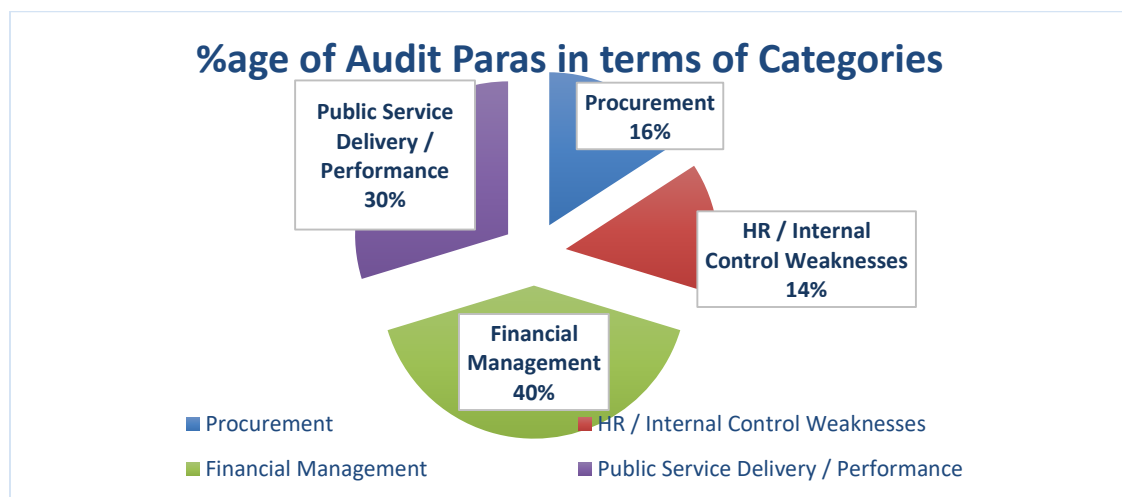 %age of Audit Paras in terms of Categories
Procurement
16%
Public Service
Delivery /
Performance
30%
HR / Internal
Control Weaknesses
14%
Financial
Management
40%
Procurement
HR / Internal Control Weaknesses
Financial Management
Public Service Delivery / Performance